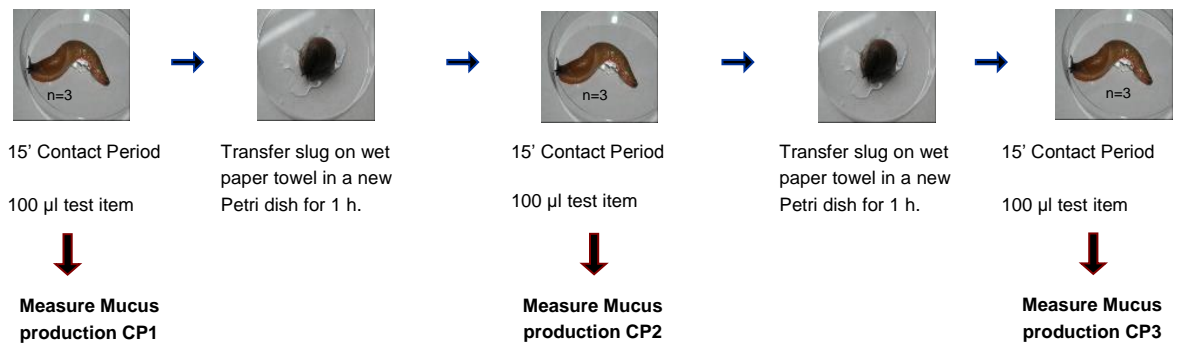 n=3
15’ Contact Period
100 µl test item
Measure Mucus
production CP1
Transfer slug on wet
paper towel in a new
Petri dish for 1 h.
n=3
15’ Contact Period
100 µl test item
Measure Mucus
production CP2
Transfer slug on wet
paper towel in a new
Petri dish for 1 h.
n=3
15’ Contact Period
100 µl test item
Measure Mucus
production CP3